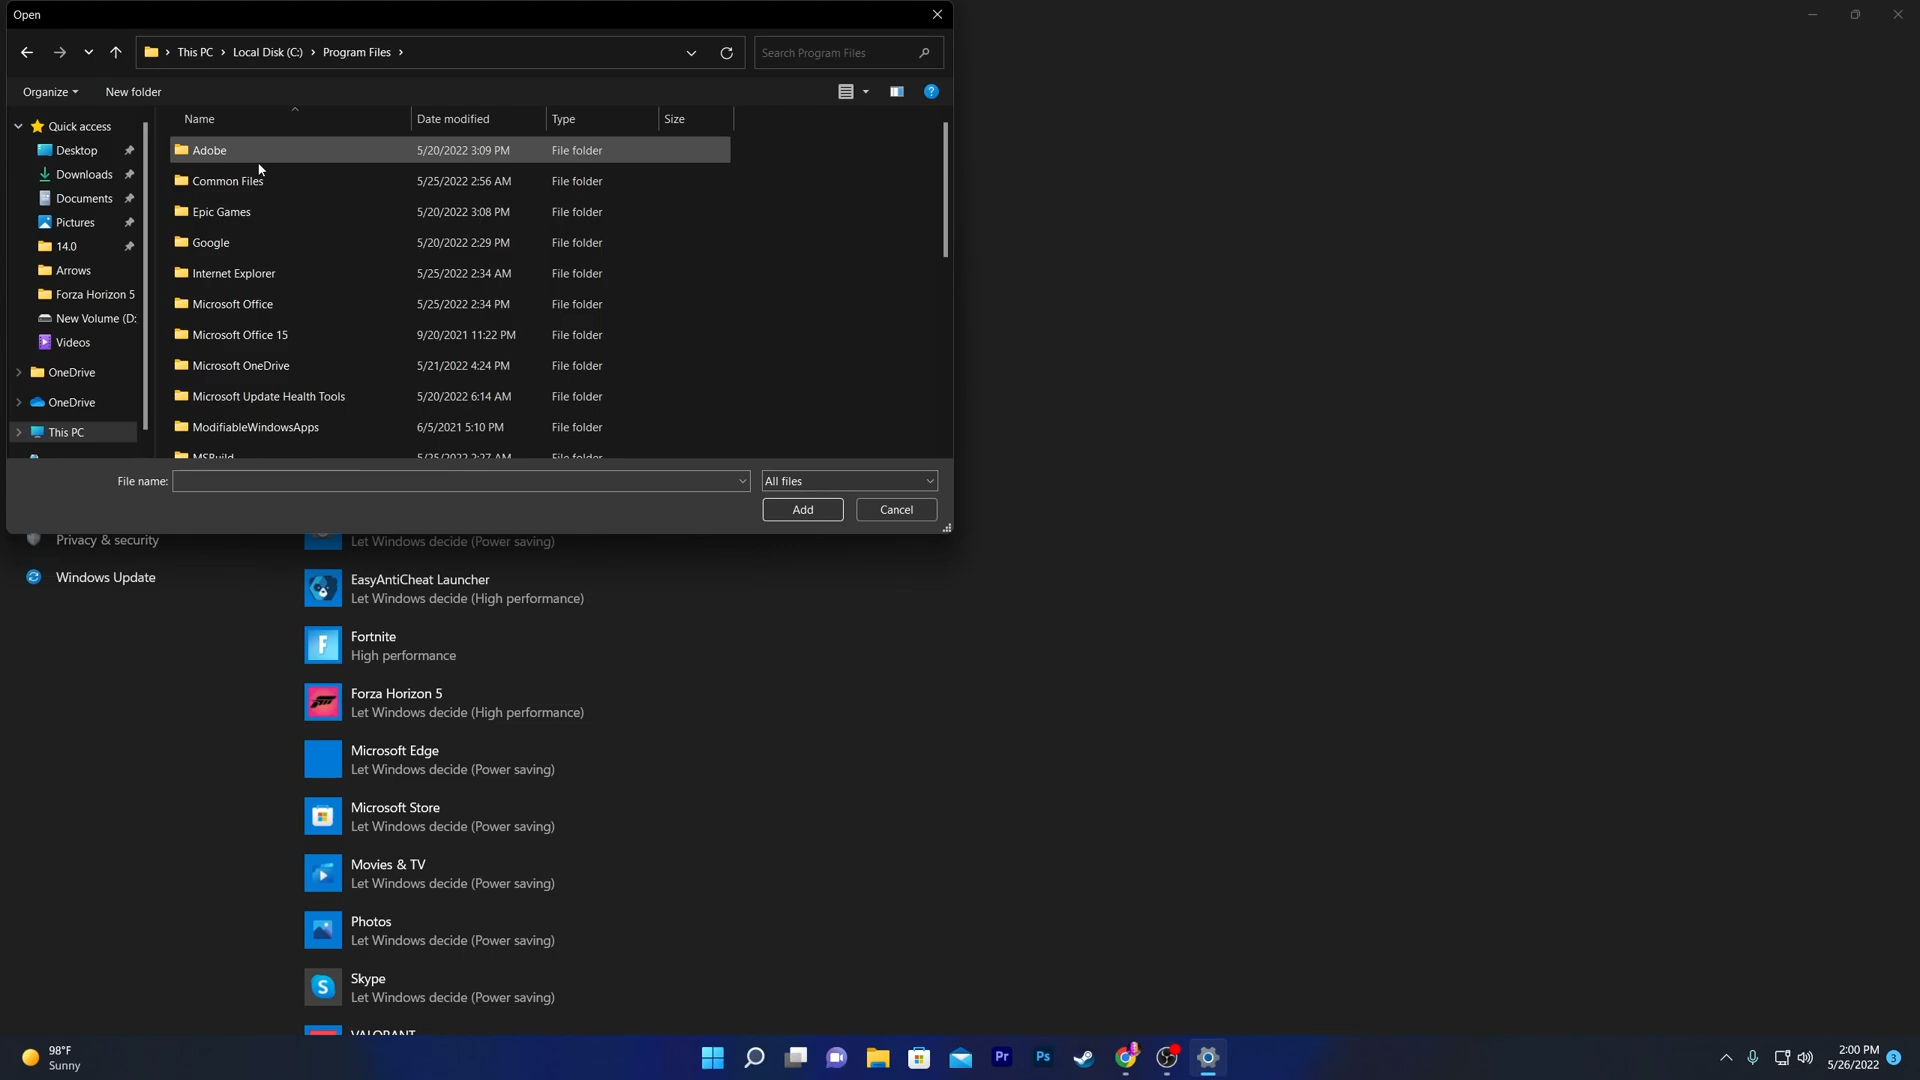 Open
This PC > Local Disk (C:) > Program Files >
Search Program Files
Organize
New folder
Name Date modified Type Size
Quick access
Desktop
Downloads
Documents
Pictures
14.0
Arrows
Forza Horizon 5
New Volume (D:
Videos
OneDrive
OneDrive
This PC
Adobe 5/20/2022 3:09 PM File folder
Common Files 5/25/2022 2:56 AM File folder
Epic Games 5/20/2022 3:08 PM File folder
Google 5/20/2022 2:29 PM File folder
Internet Explorer 5/25/2022 2:34 AM File folder
Microsoft Office 5/25/2022 2:34 PM File folder
Microsoft Office 15 9/20/2021 11:22 PM File folder
Microsoft OneDrive 5/21/2022 4:24 PM File folder
Microsoft Update Health Tools 5/20/2022 6:14 AM File folder
ModifiableWindowsApps 6/5/2021 5:10 PM File folder
MSBuild 5/25/2022 2:27 AM File folder
File name:
All files
Add
Cancel
Privacy & security
Windows Update
Let Windows decide (Power saving)
EasyAntiCheat Launcher
Let Windows decide (High performance)
Fortnite
High performance
Forza Horizon 5
Let Windows decide (High performance)
Microsoft Edge
Let Windows decide (Power saving)
Microsoft Store
Let Windows decide (Power saving)
Movies & TV
Let Windows decide (Power saving)
Photos
Let Windows decide (Power saving)
Skype
Let Windows decide (Power saving)
VALORANT
98°F
Sunny
Pr
Ps
2:00 PM
5/26/2022
3